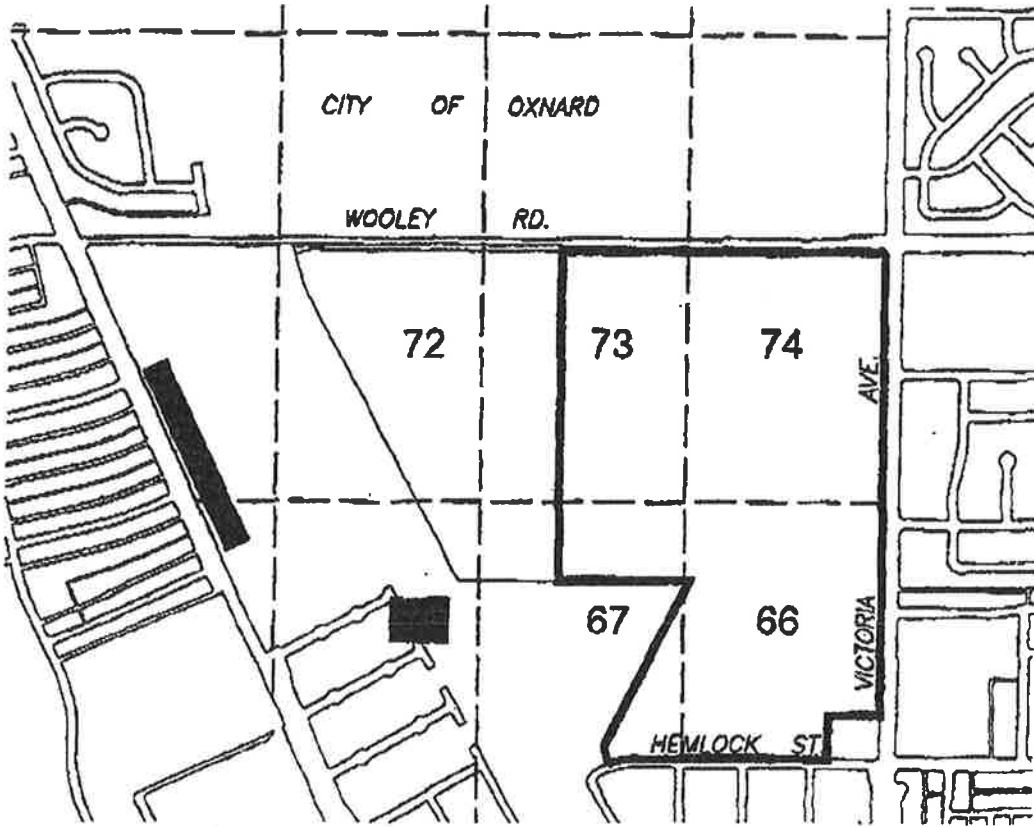 CITY OF OXNARD
WOOLEY RD.
72 73 74
AVE.
VICTORIA
67 66
HEMLOCK ST.